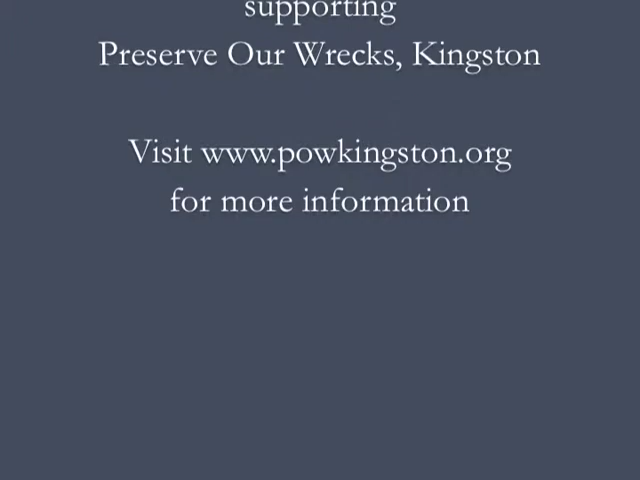 supporting
Preserve Our Wrecks, Kingston
Visit www.powkingston.org
for more information